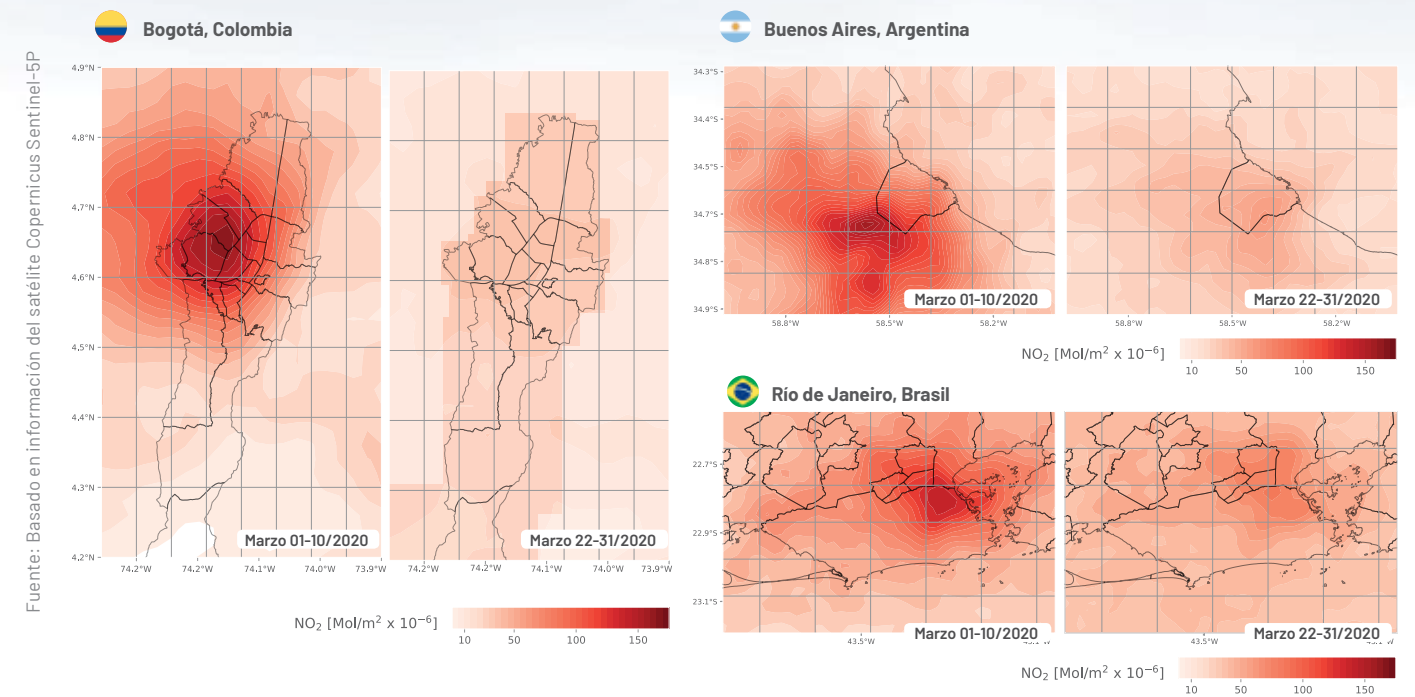 Fuente: Basado en información del satélite Copernicus Sentinel-5P
Bogotá, Colombia
4,9°N
4,8°N
4,7°N
4,6°N
4,5°N
4,4°N
4,3°N
4,2°N
Marzo 01-10/2020
Marzo 22-31/2020
74.2°W 74.2°W 74.1°W 74.0°W 73.9°W
74.2°W 74.2°W 74.1°W 74.0°W 73.9°W
NO₂ [Mol/m² x 10⁻⁶]
10 50 100 150
Buenos Aires, Argentina
34.3°S
34.4°S
34.5°S
34.7°S
34.8°S
34.9°S
Marzo 01-10/2020
Marzo 22-31/2020
58.8°W 58.5°W 58.2°W
58.8°W 58.5°W 58.2°W
NO₂ [Mol/m² x 10⁻⁶]
10 50 100 150
Río de Janeiro, Brasil
22.7°S
22.9°S
23.1°S
Marzo 01-10/2020
Marzo 22-31/2020
43.5°W
43.5°W
NO₂ [Mol/m² x 10⁻⁶]
10 50 100 150